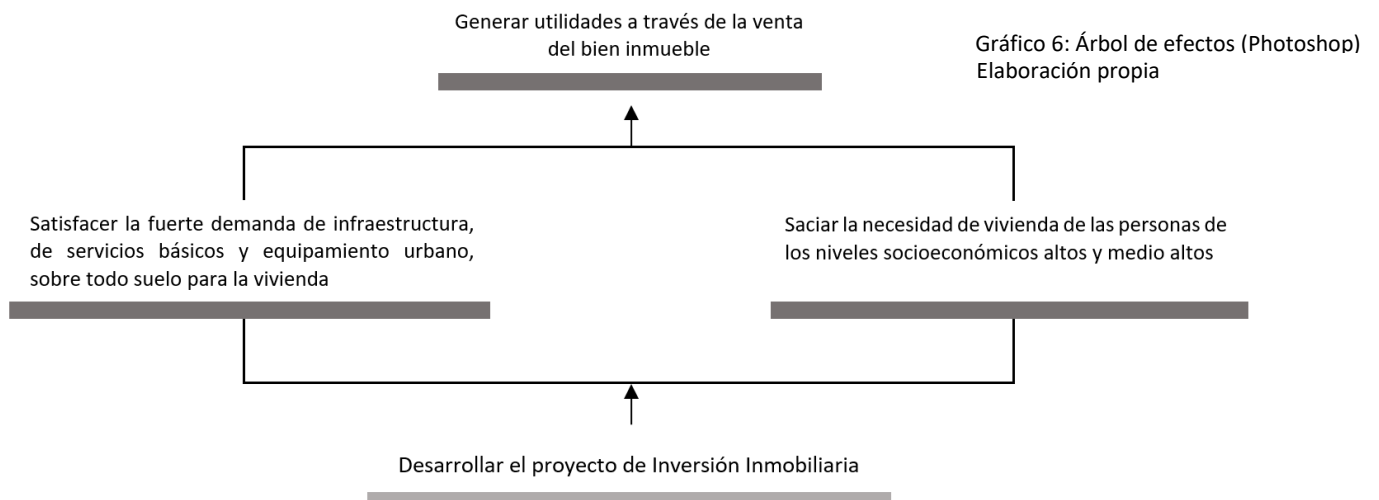 Generar utilidades a través de la venta
del bien inmueble
Gráfico 6: Árbol de efectos (Photoshop)
Elaboración propia
Satisfacer la fuerte demanda de infraestructura,
de servicios básicos y equipamiento urbano,
sobre todo suelo para la vivienda
Saciar la necesidad de vivienda de las personas de
los niveles socioeconómicos altos y medio altos
Desarrollar el proyecto de Inversión Inmobiliaria